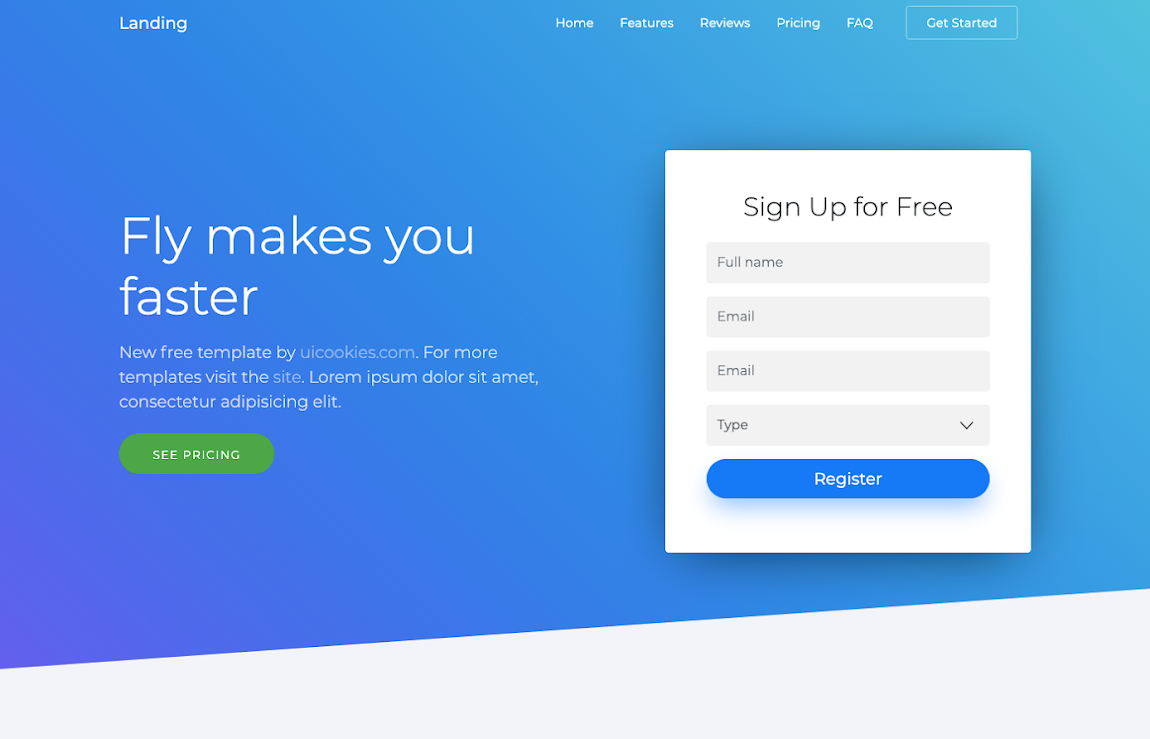 Landing
Home Features Reviews Pricing FAQ Get Started
Fly makes you
faster
New free template by uicookies.com. For more
templates visit the site. Lorem ipsum dolor sit amet,
consectetur adipisicing elit.
SEE PRICING
Sign Up for Free
Full name
Email
Email
Type
Register